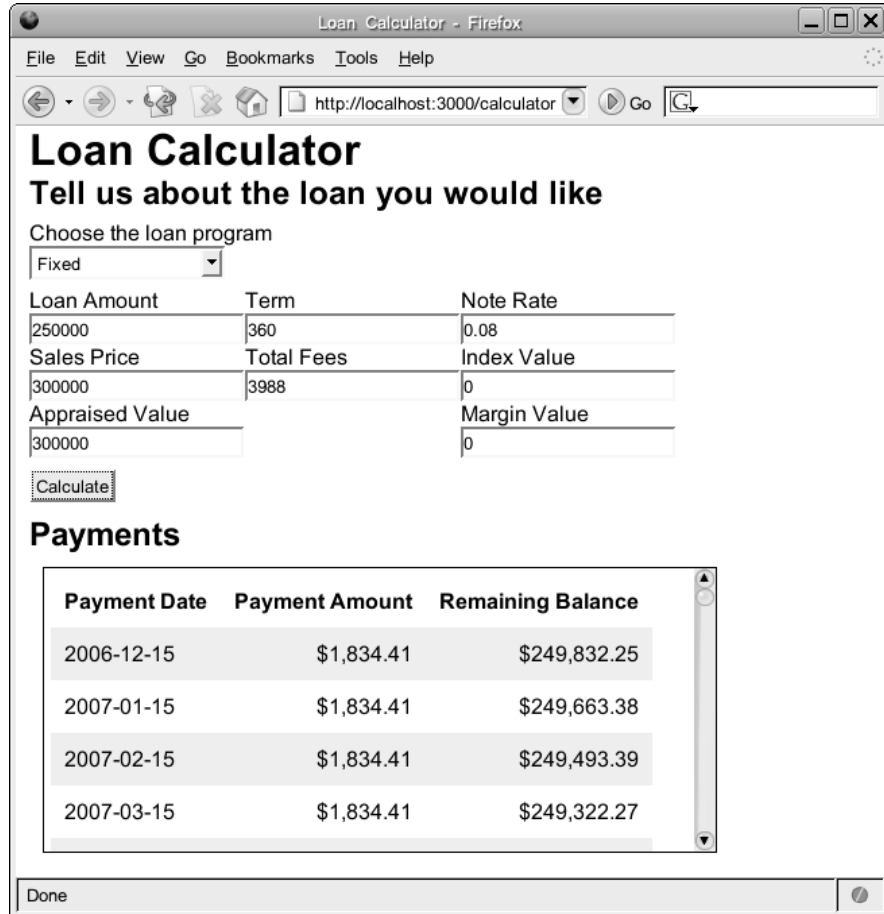 Loan Calculator - Firefox
File Edit View Go Bookmarks Tools Help
http://localhost:3000/calculator Go G
Loan Calculator
Tell us about the loan you would like
Choose the loan program
Fixed
Loan Amount Term Note Rate
250000 360 0.08
Sales Price Total Fees Index Value
300000 3988 0
Appraised Value Margin Value
300000 0
Calculate
Payments
Payment Date Payment Amount Remaining Balance
2006-12-15 $1,834.41 $249,832.25
2007-01-15 $1,834.41 $249,663.38
2007-02-15 $1,834.41 $249,493.39
2007-03-15 $1,834.41 $249,322.27
Done